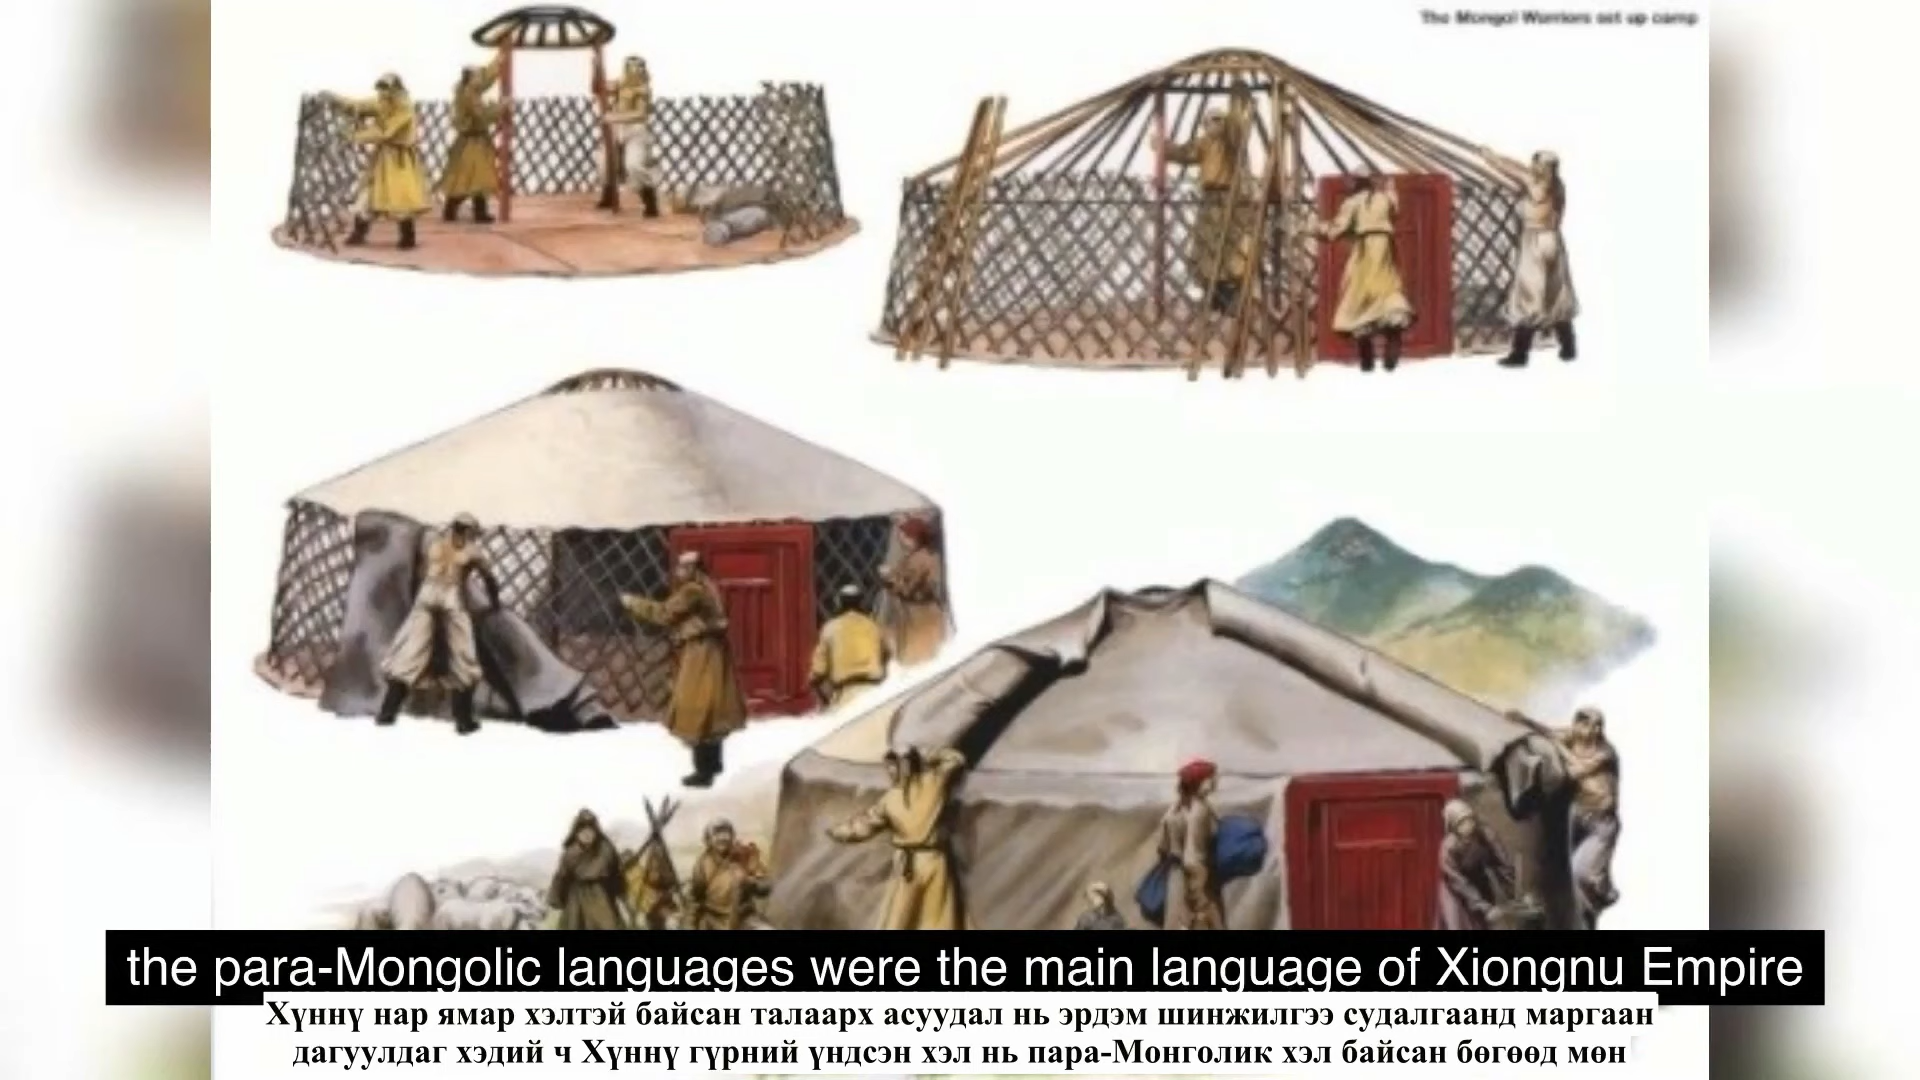 The Mongol Warriors set up camp
the para-Mongolic languages were the main language of Xiongnu Empire
Хүннү нар ямар хэлтэй байсан талаарх асуудал нь эрдэм шинжилгээ судалгаанд маргаан
дагуулдаг хэдий ч Хүннү гүрний үндсэн хэл нь пара-Монголик хэл байсан бөгөөд мөн